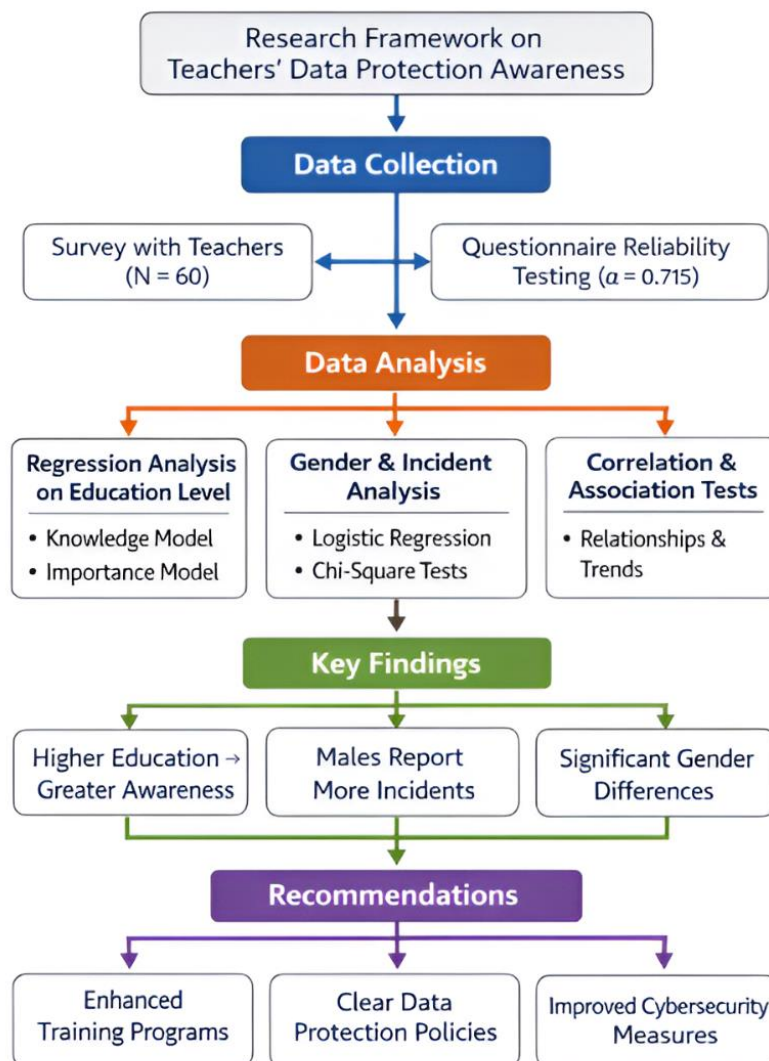 Research Framework on
Teachers' Data Protection Awareness
Data Collection
Survey with Teachers
(N = 60)
Questionnaire Reliability
Testing (α = 0.715)
Data Analysis
Regression Analysis
on Education Level
• Knowledge Model
• Importance Model
Gender & Incident
Analysis
• Logistic Regression
• Chi-Square Tests
Correlation &
Association Tests
• Relationships &
Trends
Key Findings
Higher Education →
Greater Awareness
Males Report
More Incidents
Significant Gender
Differences
Recommendations
Enhanced
Training Programs
Clear Data
Protection Policies
Improved Cybersecurity
Measures